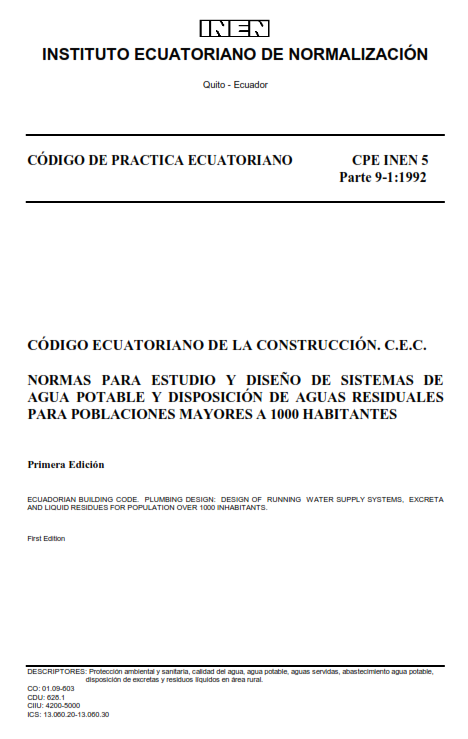 INEN
INSTITUTO ECUATORIANO DE NORMALIZACIÓN
Quito - Ecuador
CÓDIGO DE PRACTICA ECUATORIANO CPE INEN 5
Parte 9-1:1992
CÓDIGO ECUATORIANO DE LA CONSTRUCCIÓN. C.E.C.
NORMAS PARA ESTUDIO Y DISEÑO DE SISTEMAS DE
AGUA POTABLE Y DISPOSICIÓN DE AGUAS RESIDUALES
PARA POBLACIONES MAYORES A 1000 HABITANTES
Primera Edición
ECUADORIAN BUILDING CODE. PLUMBING DESIGN: DESIGN OF RUNNING WATER SUPPLY SYSTEMS, EXCRETA
AND LIQUID RESIDUES FOR POPULATION OVER 1000 INHABITANTS.
First Edition
DESCRIPTORES: Protección ambiental y sanitaria, calidad del agua, agua potable, aguas servidas, abastecimiento agua potable,
disposición de excretas y residuos líquidos en área rural.
CO: 01.09-603
CDU: 628.1
CIIU: 4200-5000
ICS: 13.060.20-13.060.30